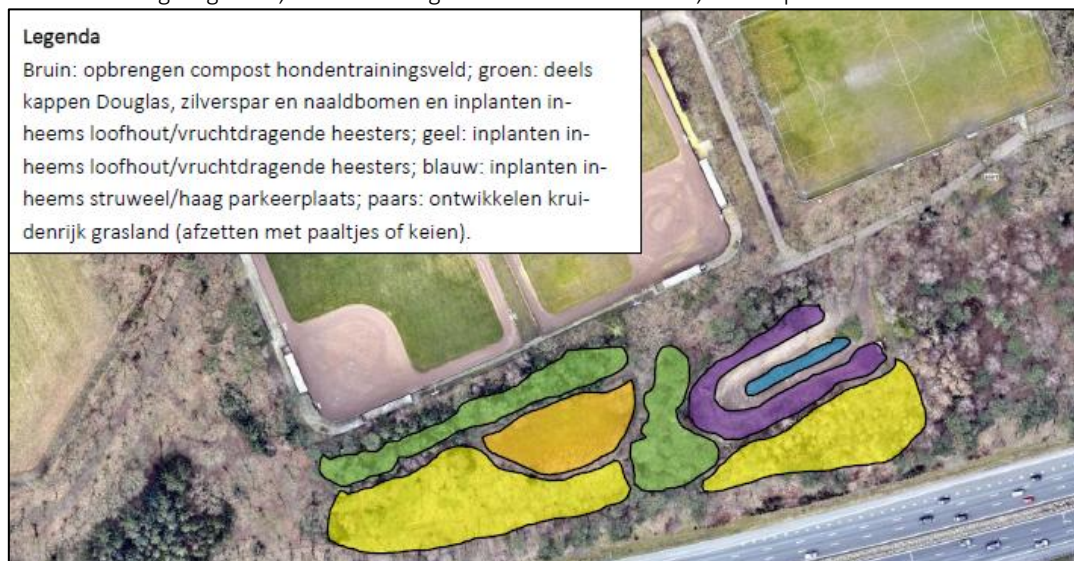 Legenda
Bruin: opbrengen compost hondentrainingsveld; groen: deels
kappen Douglas, zilverspar en naaldbomen en inplanten in-
heems loofhout/vruchtdragende heesters; geel: inplanten in-
heems loofhout/vruchtdragende heesters; blauw: inplanten in-
heems struweel/haag parkeerplaats; paars: ontwikkelen krui-
denrijk grasland (afzetten met paaltjes of keien).